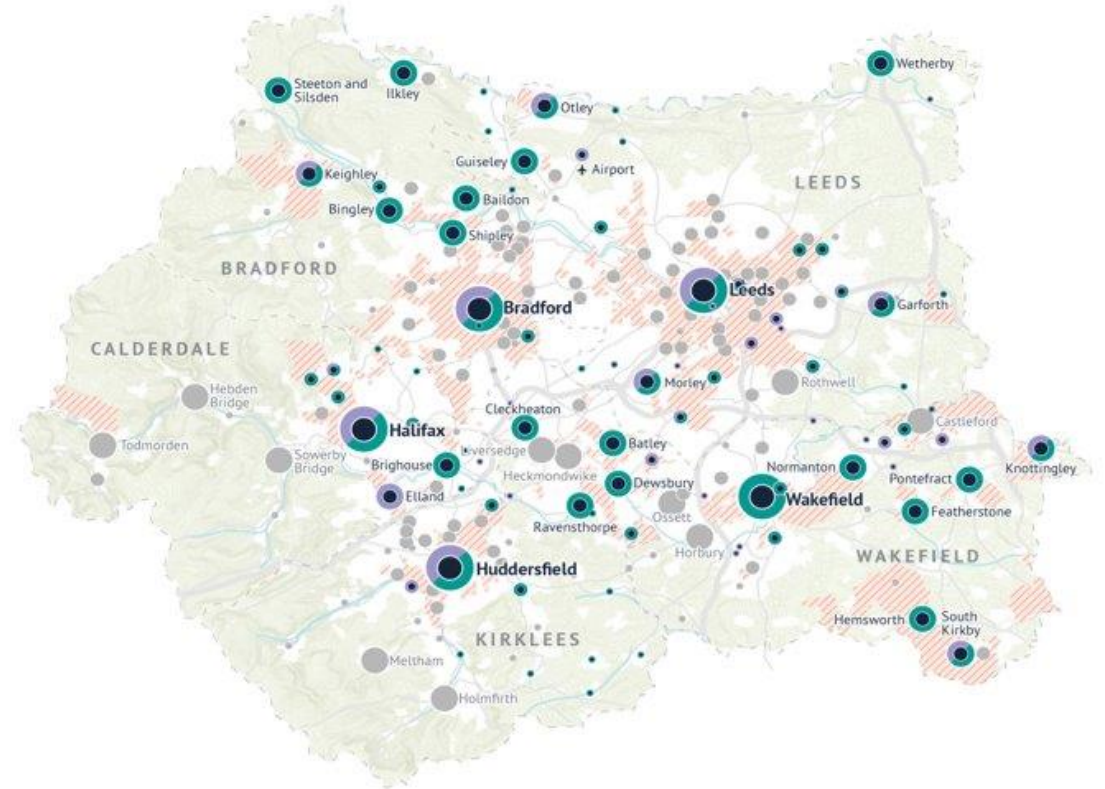 Wetherby
Steeton and
Silsden
Ilkley
Otley
Guiseley
Airport
Keighley
LEEDS
Bingley
Baildon
Shipley
BRADFORD
Leeds
Bradford
Garforth
CALDERDALE
Hebden
Bridge
Morley
Rothwell
Cleckheaton
Castleford
Halifax
Todmorden
Batley
Liversedge
Sowerby
Bridge
Brighouse
Heckmondwike
Normanton
Knottingley
Pontefract
Dewsbury
Elland
Wakefield
Featherstone
Ossett
Ravensthorpe
Horbury
WAKEFIELD
Huddersfield
Hemsworth
South
Kirkby
KIRKLEES
Meltham
Holmfirth